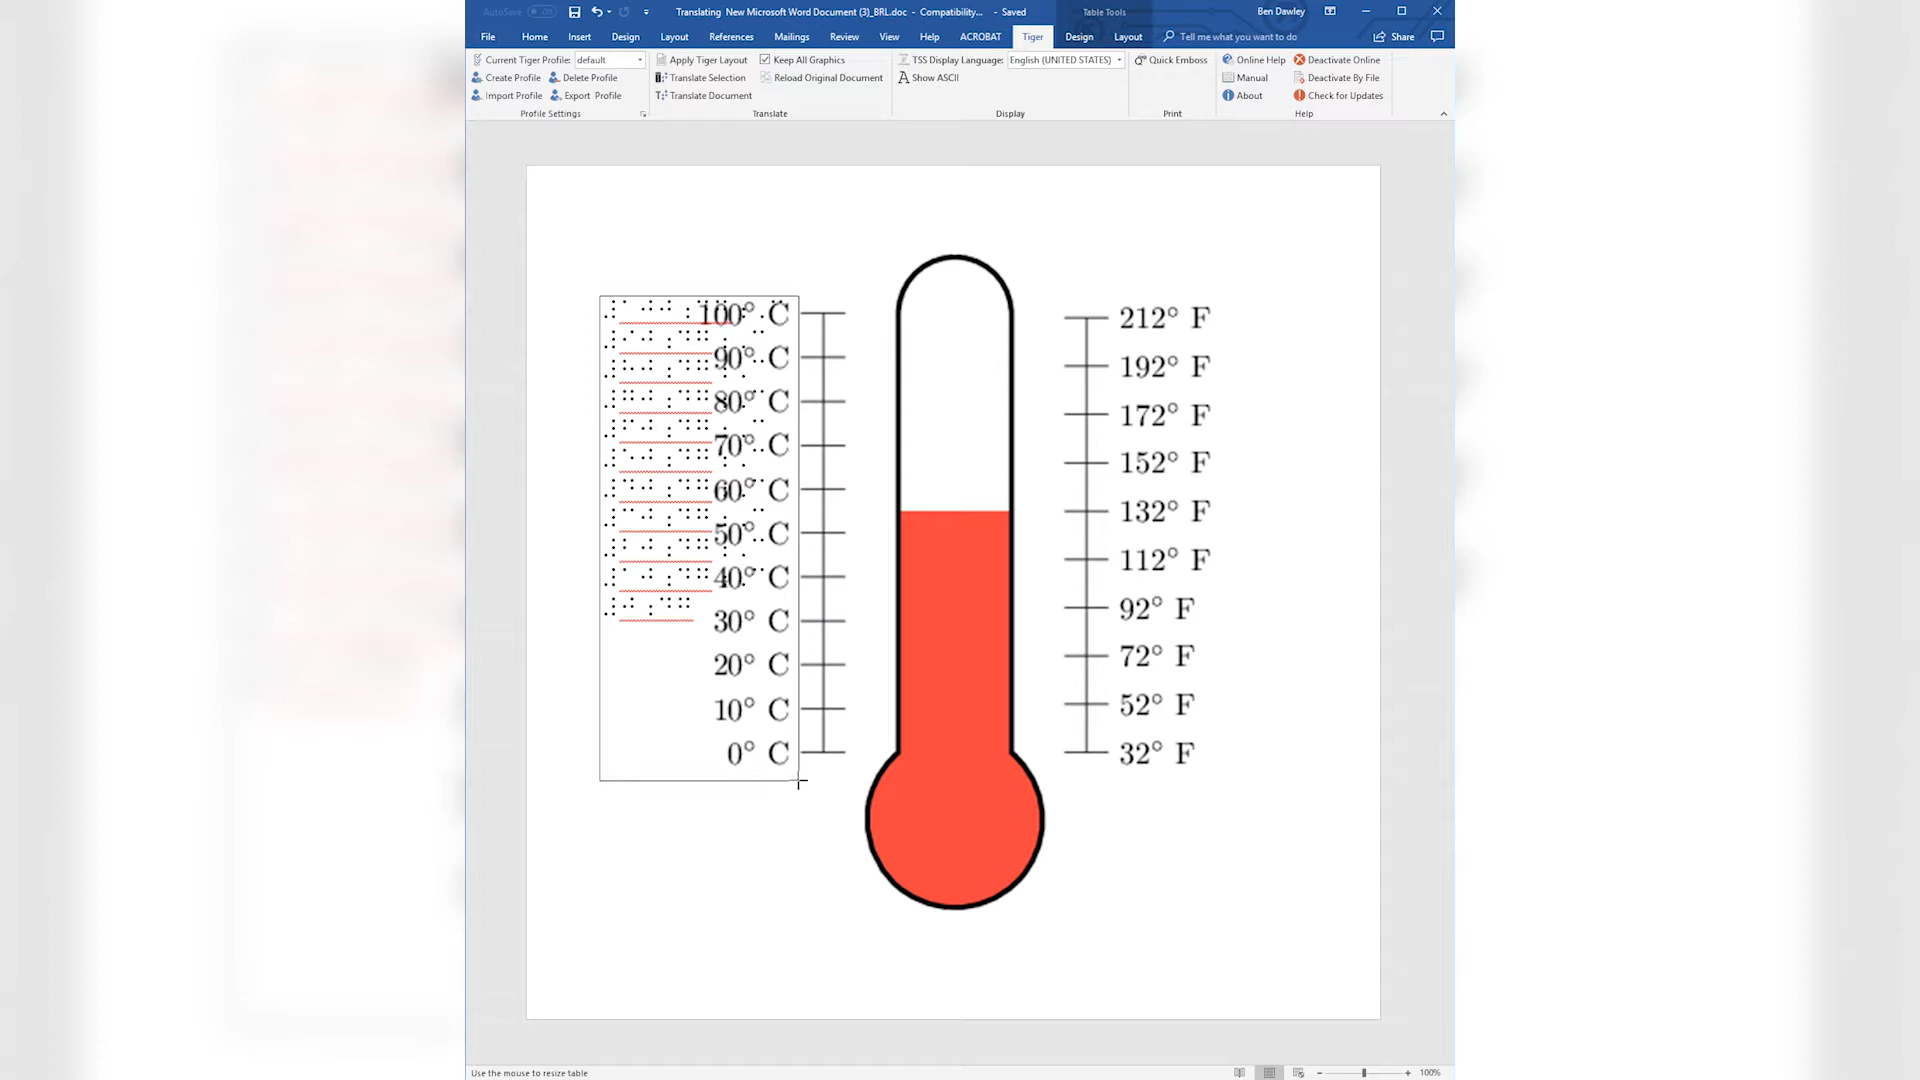 AutoSave Off Translating New Microsoft Word Document (3)_BRL.doc - Compatibility... - Saved Table Tools Ben Dawley
File Home Insert Design Layout References Mailings Review View Help ACROBAT Tiger Design Layout Tell me what you want to do Share
Current Tiger Profile: default Apply Tiger Layout Keep All Graphics TSS Display Language: English (UNITED STATES) Quick Emboss Online Help Deactivate Online
Create Profile Delete Profile Translate Selection Reload Original Document Show ASCII Manual Deactivate By File
Import Profile Export Profile Translate Document About Check for Updates
Profile Settings Translate Display Print Help
100° C 212° F
90° C 192° F
80° C 172° F
70° C 152° F
60° C 132° F
50° C 112° F
40° C 92° F
30° C 72° F
20° C 52° F
10° C 32° F
0° C
Use the mouse to resize table 100%